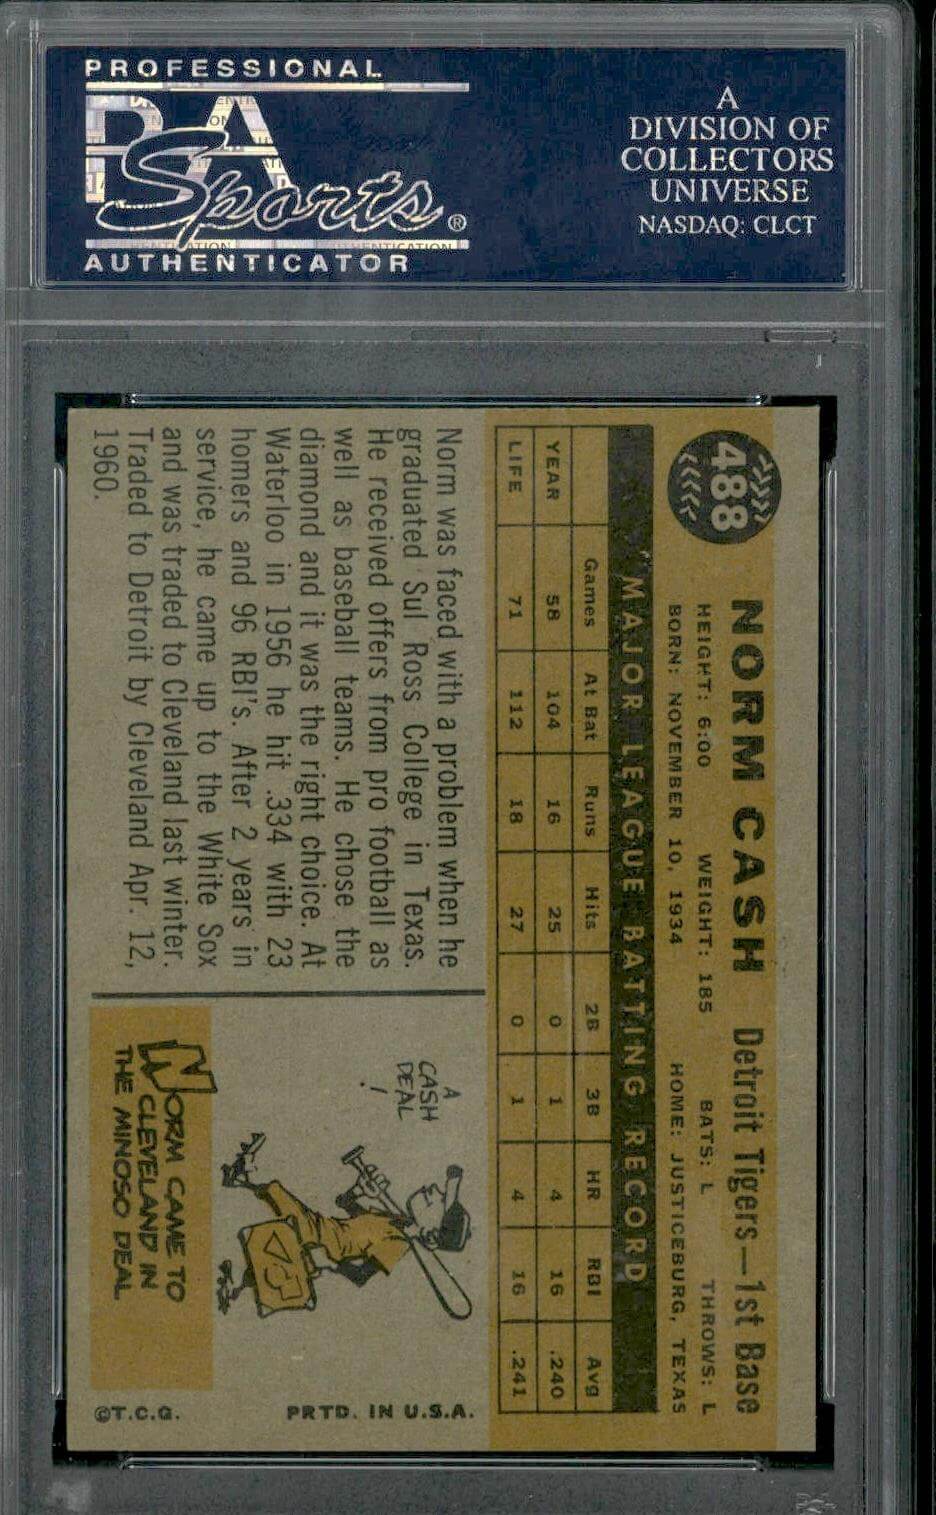 PROFESSIONAL
PSA
Sports®
AUTHENTICATOR
A
DIVISION OF
COLLECTORS
UNIVERSE
NASDAQ: CLCT
488
NORM CASH Detroit Tigers—1st Base
HEIGHT: 6:00 WEIGHT: 185 BATS: L THROWS: L
BORN: NOVEMBER 10, 1934 HOME: JUSTICEBURG, TEXAS
MAJOR LEAGUE BATTING RECORD
Games At Bat Runs Hits 2B 3B HR RBI Avg
YEAR 58 104 16 25 0 1 4 16 .240
LIFE 71 112 18 27 0 1 4 16 .241
Norm was faced with a problem when he
graduated Sul Ross College in Texas.
He received offers from pro football as
well as baseball teams. He chose the
diamond and it was the right choice. At
Waterloo in 1956 he hit .334 with 23
homers and 96 RBI's. After 2 years in
service, he came up to the White Sox
and was traded to Cleveland last winter.
Traded to Detroit by Cleveland Apr. 12,
1960.
A
CASH
DEAL
!
NORM CAME TO
CLEVELAND IN
THE MINOSO DEAL
©T.C.G. PRTD. IN U.S.A.